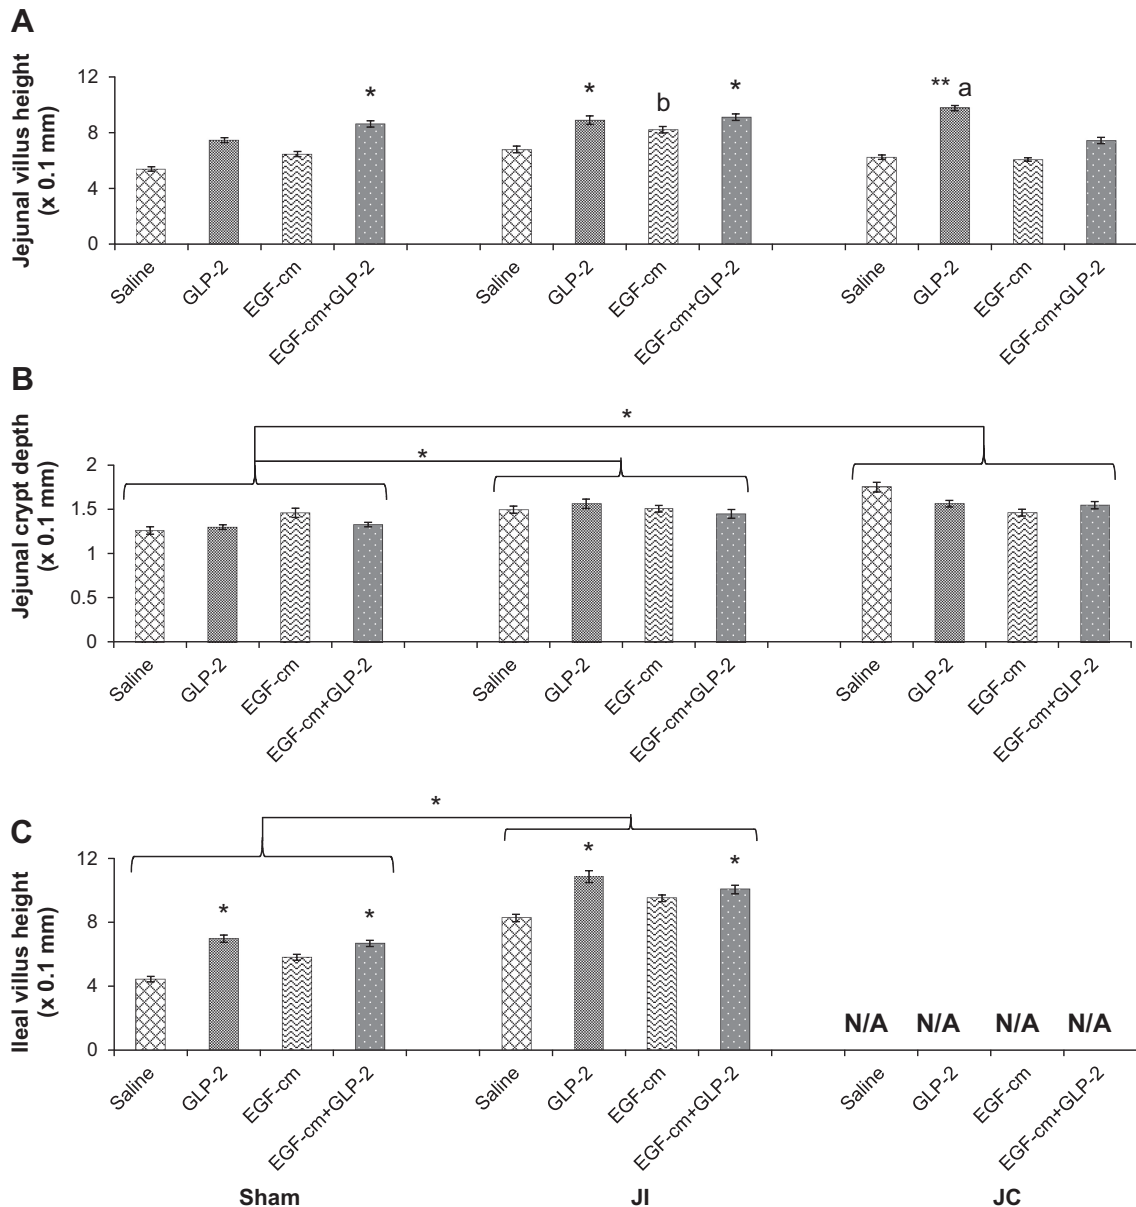 A
Jejunal villus height
(x 0.1 mm)
12
8
4
0
*
*
b
*
** a
Saline
GLP-2
EGF-cm
EGF-cm+GLP-2
Saline
GLP-2
EGF-cm
EGF-cm+GLP-2
Saline
GLP-2
EGF-cm
EGF-cm+GLP-2
B
Jejunal crypt depth
(x 0.1 mm)
2
1.5
1
0.5
0
*
*
Saline
GLP-2
EGF-cm
EGF-cm+GLP-2
Saline
GLP-2
EGF-cm
EGF-cm+GLP-2
Saline
GLP-2
EGF-cm
EGF-cm+GLP-2
C
Ileal villus height
(x 0.1 mm)
12
8
4
0
*
*
*
*
*
N/A N/A N/A N/A
Saline
GLP-2
EGF-cm
EGF-cm+GLP-2
Saline
GLP-2
EGF-cm
EGF-cm+GLP-2
Saline
GLP-2
EGF-cm
EGF-cm+GLP-2
Sham JI JC